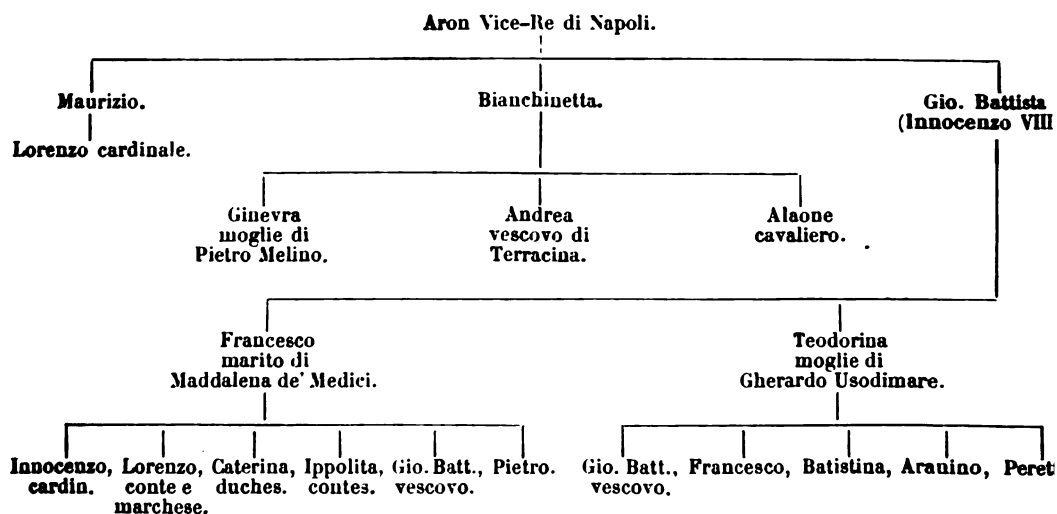 Aron Vice-Re di Napoli.
Maurizio.
Bianchinetta.
Gio. Battista
(Innocenzo VIII
Lorenzo cardinale.
Ginevra
moglie di
Pietro Melino.
Andrea
vescovo di
Terracina.
Alaone
cavaliero.
Francesco
marito di
Maddalena de' Medici.
Teodorina
moglie di
Gherardo Usodimare.
Innocenzo,
cardin.
Lorenzo,
conte e
marchese.
Caterina,
duches.
Ippolita,
contes.
Gio. Batt.,
vescovo.
Pietro.
Gio. Batt.,
vescovo.
Francesco,
Batistina,
Aranino,
Perett